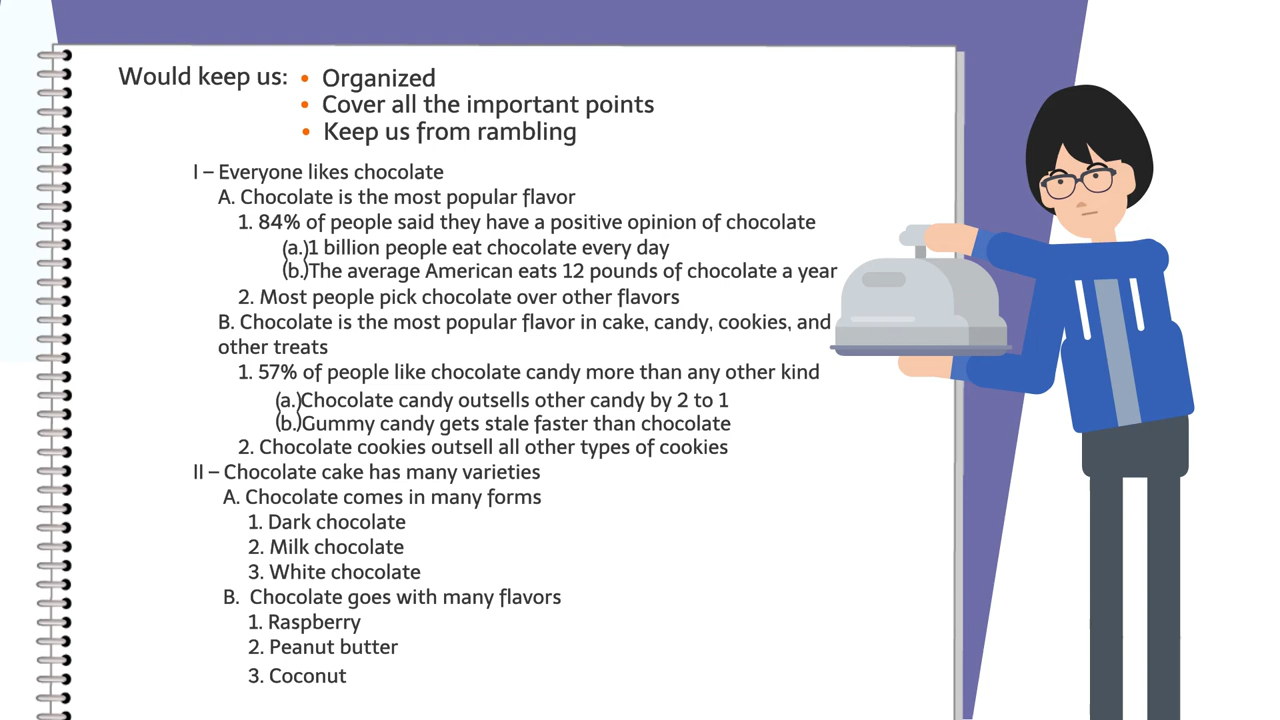 Would keep us: • Organized
• Cover all the important points
• Keep us from rambling
I – Everyone likes chocolate
A. Chocolate is the most popular flavor
1. 84% of people said they have a positive opinion of chocolate
(a.)1 billion people eat chocolate every day
(b.)The average American eats 12 pounds of chocolate a year
2. Most people pick chocolate over other flavors
B. Chocolate is the most popular flavor in cake, candy, cookies, and
other treats
1. 57% of people like chocolate candy more than any other kind
(a.)Chocolate candy outsells other candy by 2 to 1
(b.)Gummy candy gets stale faster than chocolate
2. Chocolate cookies outsell all other types of cookies
II – Chocolate cake has many varieties
A. Chocolate comes in many forms
1. Dark chocolate
2. Milk chocolate
3. White chocolate
B. Chocolate goes with many flavors
1. Raspberry
2. Peanut butter
3. Coconut